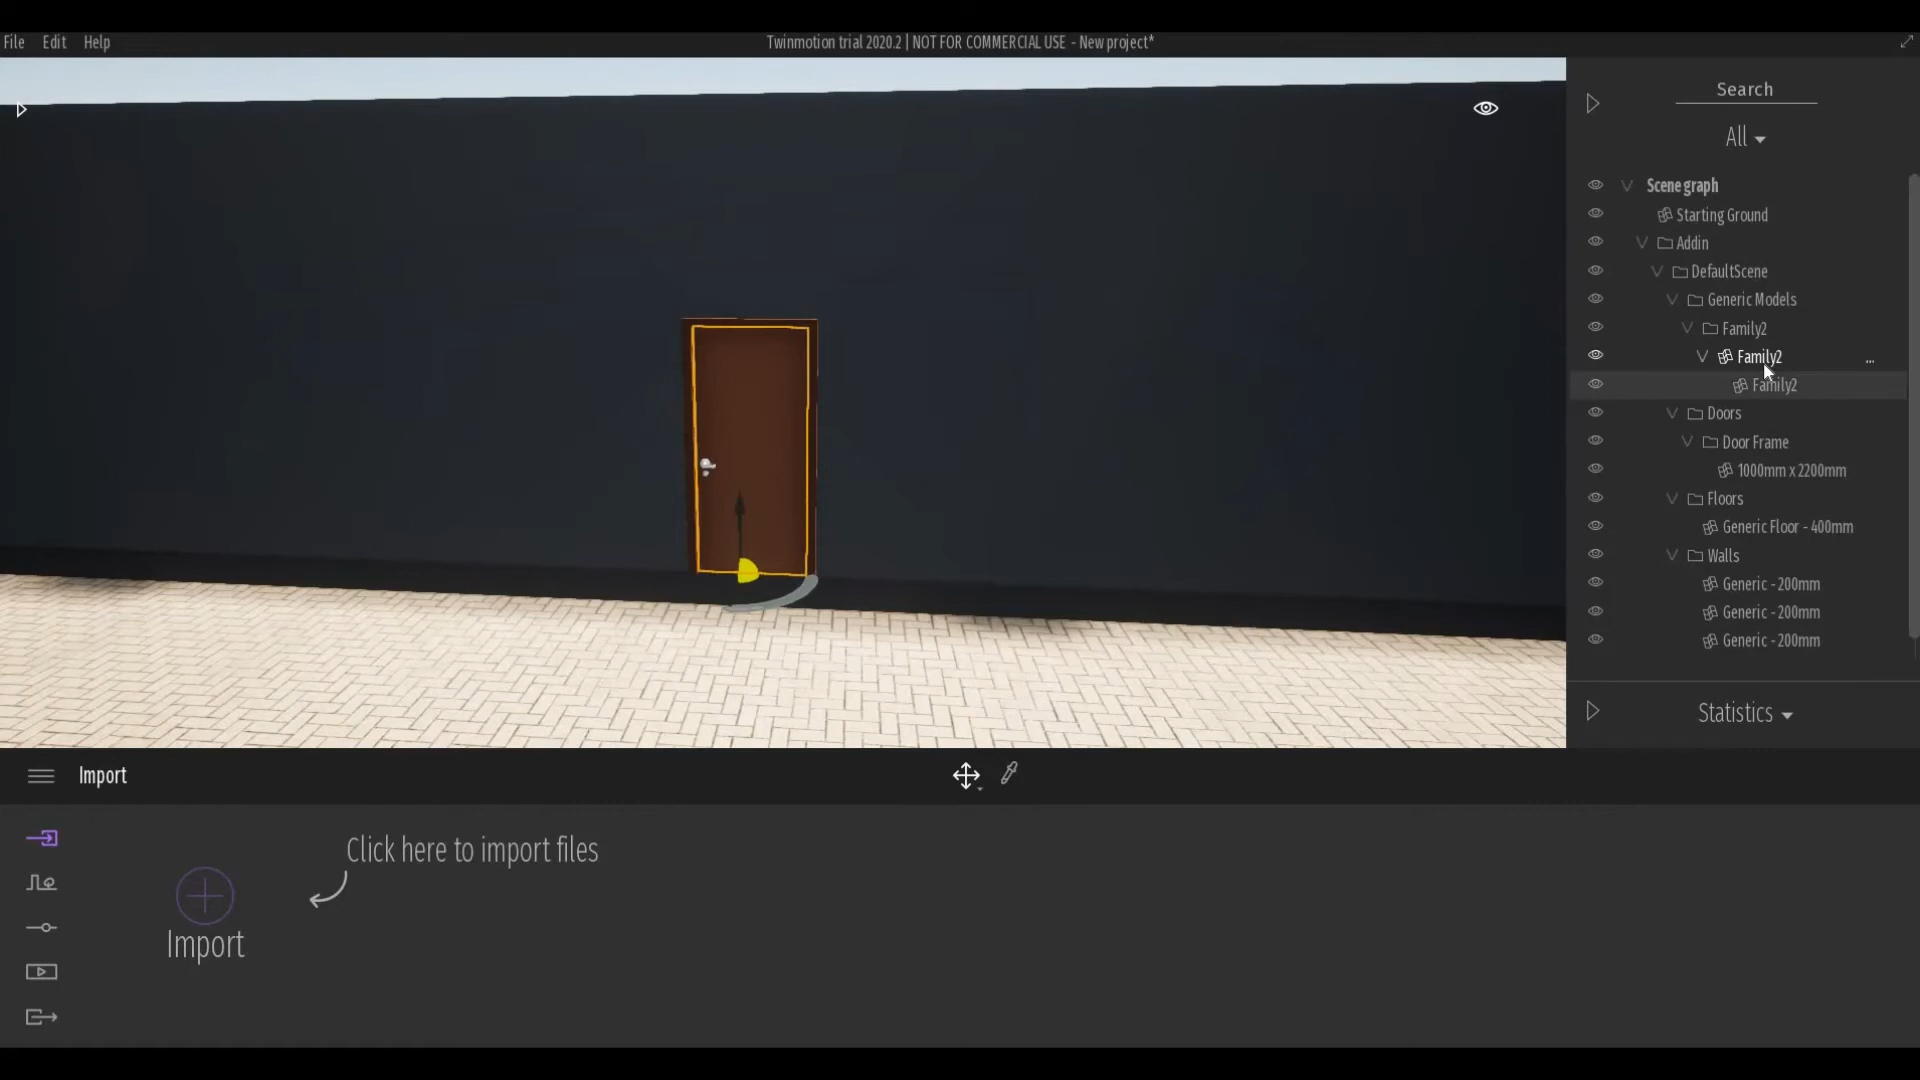 File Edit Help
Twinmotion trial 2020.2 | NOT FOR COMMERCIAL USE - New project*
Search
All
Scene graph
Starting Ground
Addin
DefaultScene
Generic Models
Family2
Family2
...
Family2
Doors
Door Frame
1000mm x 2200mm
Floors
Generic Floor - 400mm
Walls
Generic - 200mm
Generic - 200mm
Generic - 200mm
Statistics
Import
Click here to import files
Import